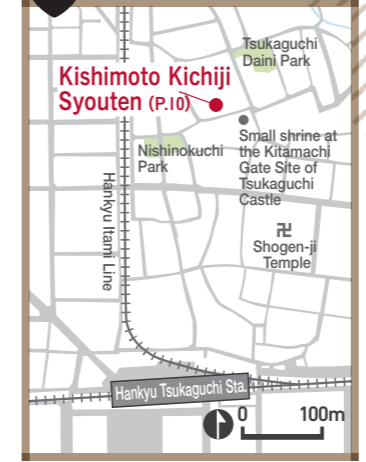 Tsukaguchi
Daini Park
Kishimoto Kichiji
Syouten (P.10)
Small shrine at
the Kitamachi
Gate Site of
Tsukaguchi
Castle
Nishinokuchi
Park
Hankyu Itami Line
卍
Shogen-ji
Temple
Hankyu Tsukaguchi Sta.
0 100m